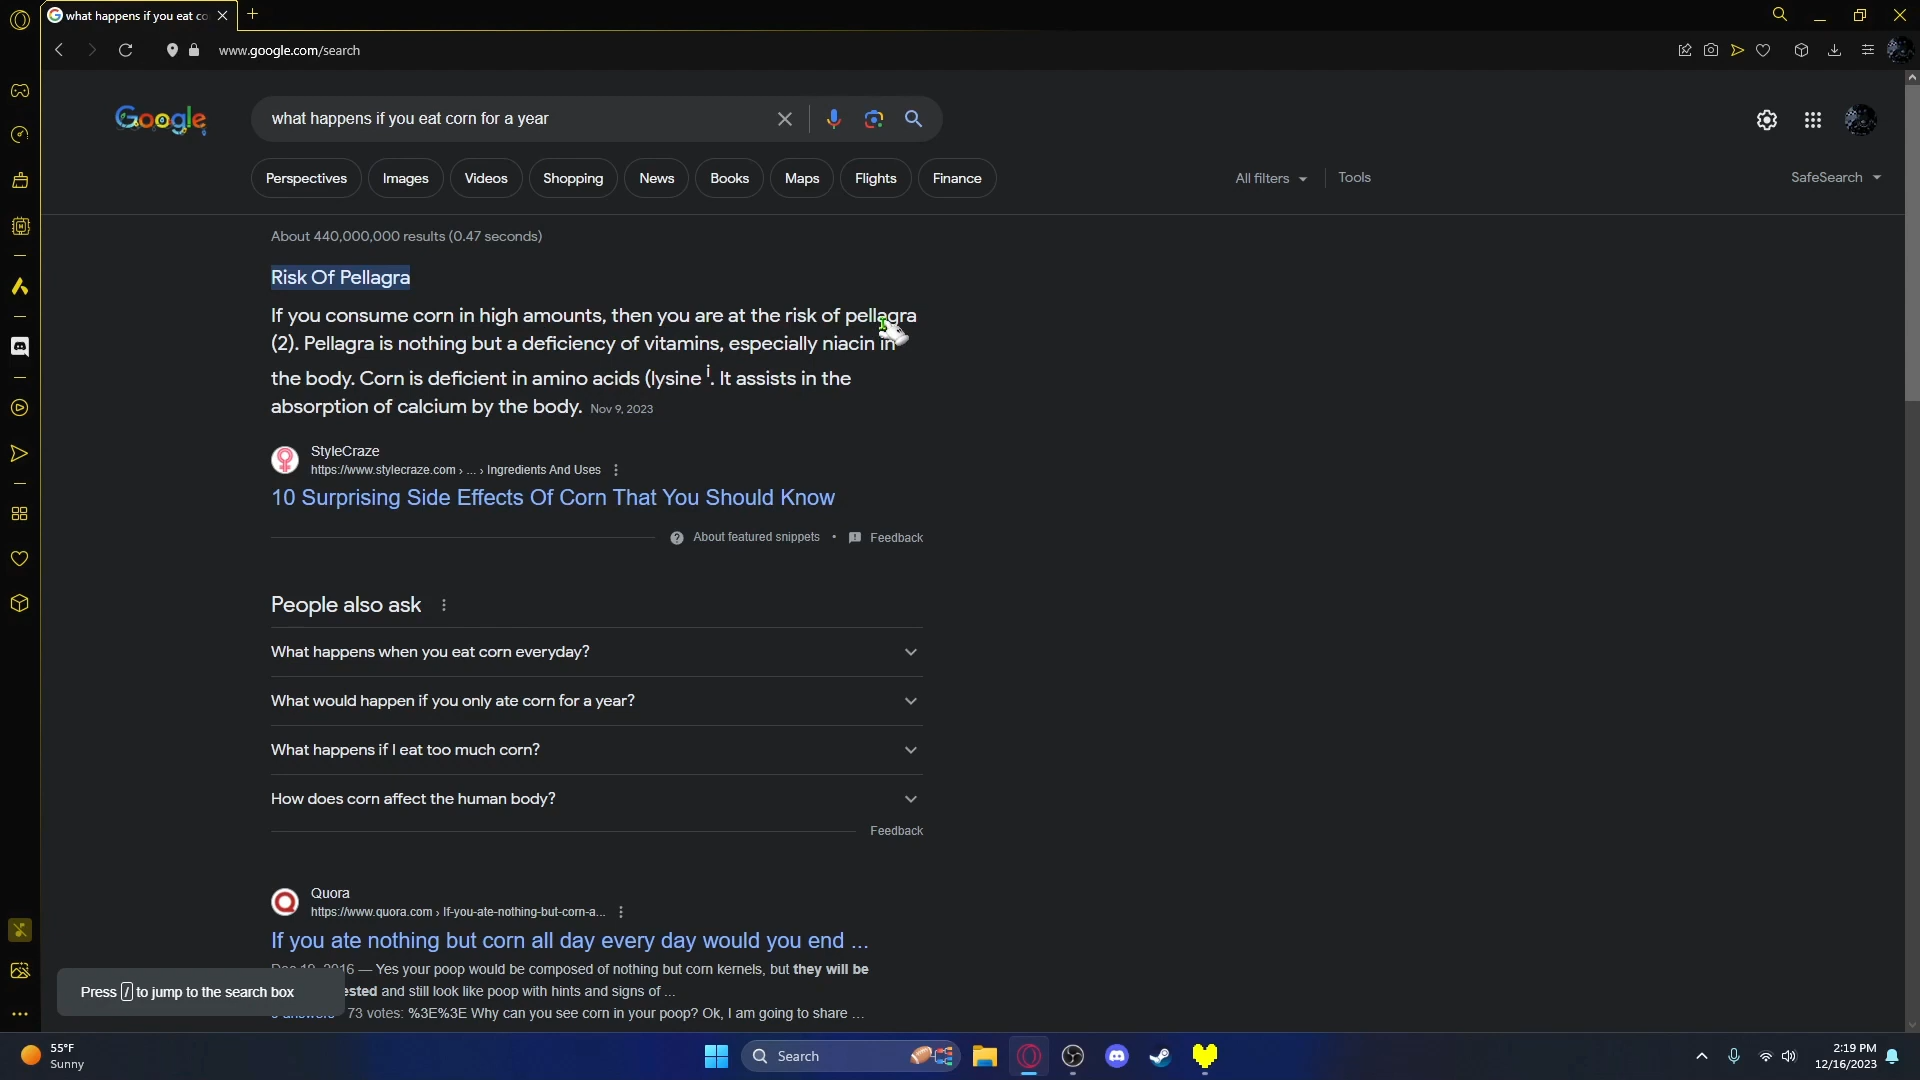 what happens if you eat co
www.google.com/search
Google
what happens if you eat corn for a year
Perspectives
Images
Videos
Shopping
News
Books
Maps
Flights
Finance
All filters
Tools
SafeSearch
About 440,000,000 results (0.47 seconds)
Risk Of Pellagra
If you consume corn in high amounts, then you are at the risk of pellagra
(2). Pellagra is nothing but a deficiency of vitamins, especially niacin in
the body. Corn is deficient in amino acids (lysine i. It assists in the
absorption of calcium by the body. Nov 9, 2023
StyleCraze
https://www.stylecraze.com › ... › Ingredients And Uses
10 Surprising Side Effects Of Corn That You Should Know
About featured snippets • Feedback
People also ask
What happens when you eat corn everyday?
What would happen if you only ate corn for a year?
What happens if I eat too much corn?
How does corn affect the human body?
Feedback
Quora
https://www.quora.com › If-you-ate-nothing-but-corn-a...
If you ate nothing but corn all day every day would you end ...
Dec 19, 2016 — Yes your poop would be composed of nothing but corn kernels, but they will be
ested and still look like poop with hints and signs of ...
73 votes: %3E%3E Why can you see corn in your poop? Ok, I am going to share ...
Press / to jump to the search box
55°F
Sunny
Search
2:19 PM
12/16/2023